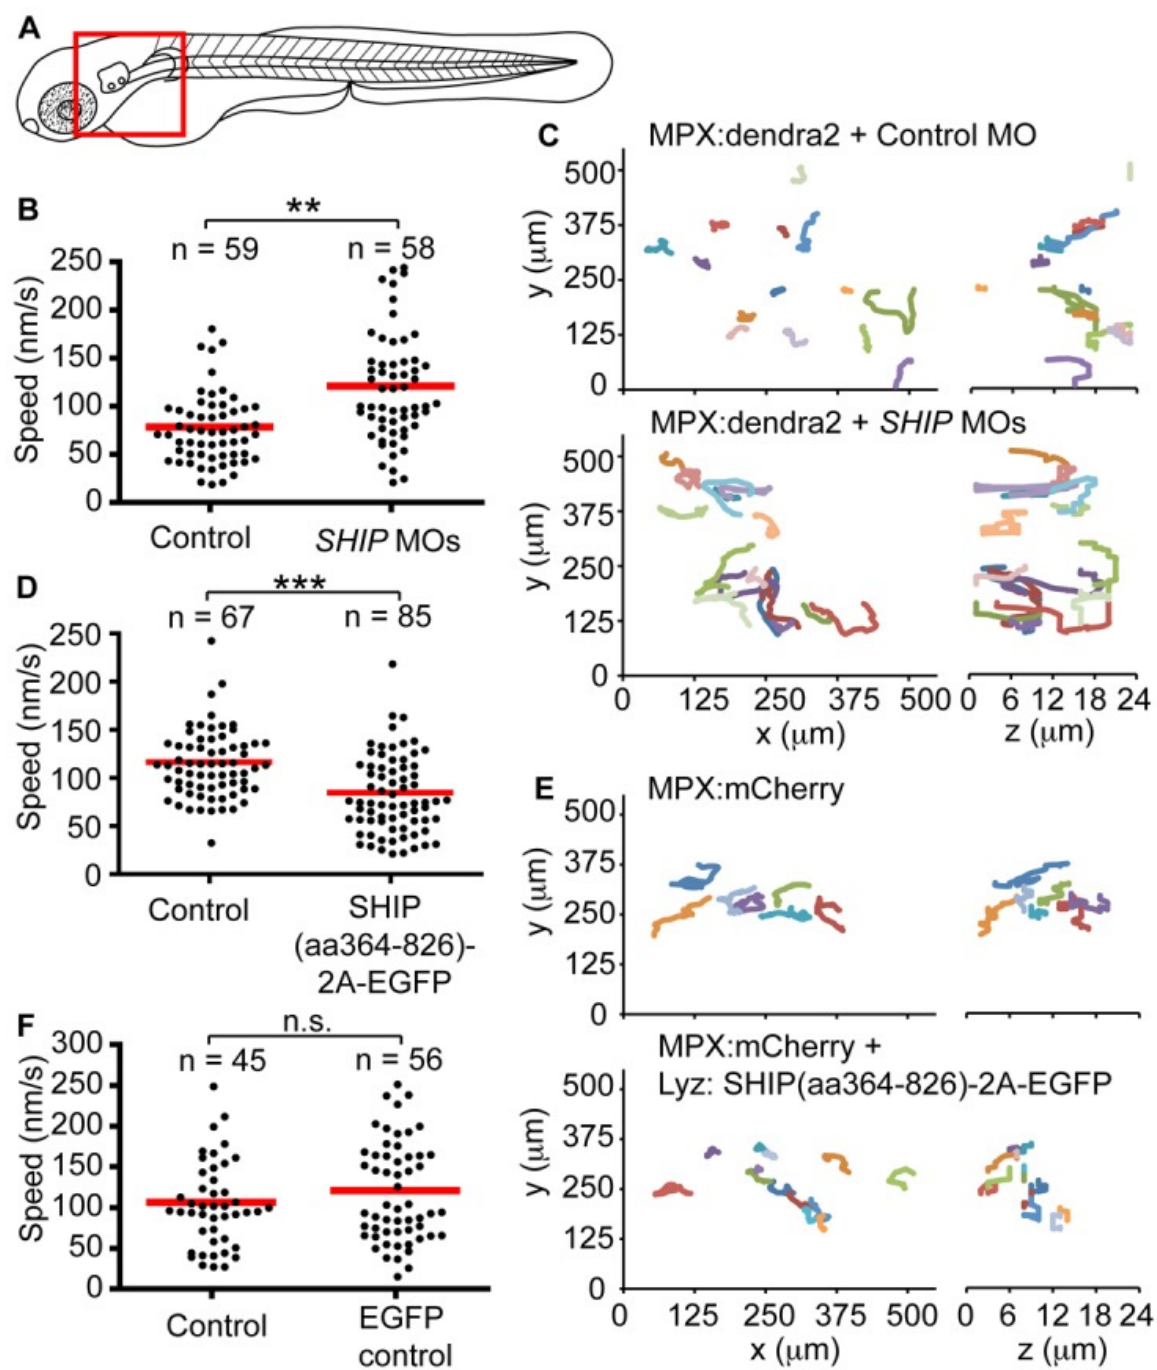 A
B
**
n = 59
n = 58
250
200
150
100
50
0
Speed (nm/s)
Control
SHIP MOs
C
MPX:dendra2 + Control MO
500
375
250
125
0
y (μm)
MPX:dendra2 + SHIP MOs
500
375
250
125
0
y (μm)
0 125 250 375 500
x (μm)
0 6 12 18 24
z (μm)
D
***
n = 67
n = 85
250
200
150
100
50
0
Speed (nm/s)
Control
SHIP
(aa364-826)-
2A-EGFP
E
MPX:mCherry
500
375
250
125
0
y (μm)
MPX:mCherry +
Lyz: SHIP(aa364-826)-2A-EGFP
500
375
250
125
0
y (μm)
0 125 250 375 500
x (μm)
0 6 12 18 24
z (μm)
F
n.s.
n = 45
n = 56
300
250
200
150
100
50
0
Speed (nm/s)
Control
EGFP
control